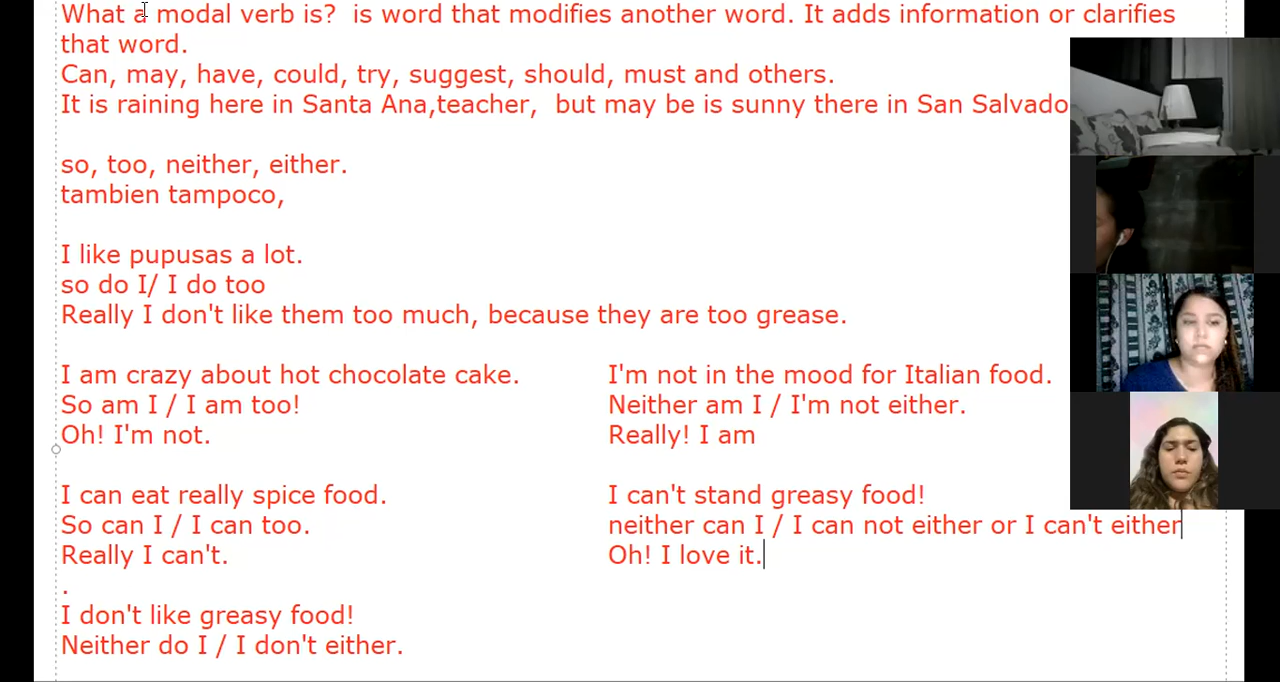 What a modal verb is?  is word that modifies another word. It adds information or clarifies
that word.
Can, may, have, could, try, suggest, should, must and others.
It is raining here in Santa Ana,teacher,  but may be is sunny there in San Salvado
so, too, neither, either.
tambien tampoco,
I like pupusas a lot.
so do I/ I do too
Really I don't like them too much, because they are too grease.
I am crazy about hot chocolate cake.
So am I / I am too!
Oh! I'm not.
I'm not in the mood for Italian food.
Neither am I / I'm not either.
Really! I am
I can eat really spice food.
So can I / I can too.
Really I can't.
.
I can't stand greasy food!
neither can I / I can not either or I can't either
Oh! I love it.
I don't like greasy food!
Neither do I / I don't either.